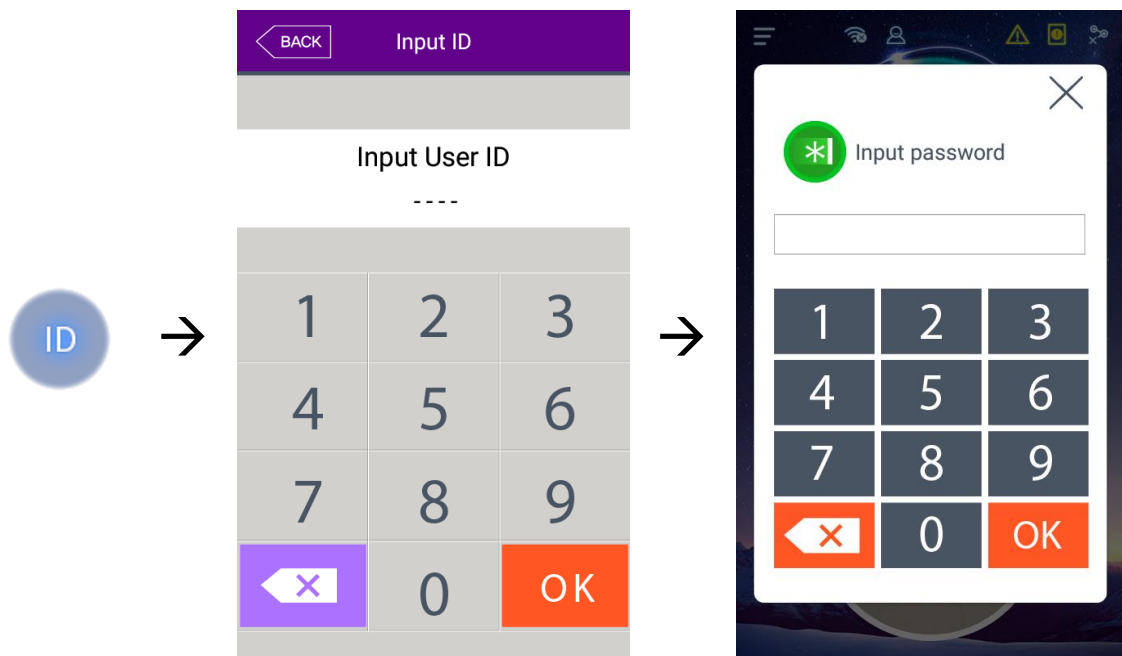 ID
BACK
Input ID
Input User ID
----
1 2 3
4 5 6
7 8 9
0 OK
Input password
1 2 3
4 5 6
7 8 9
0 OK